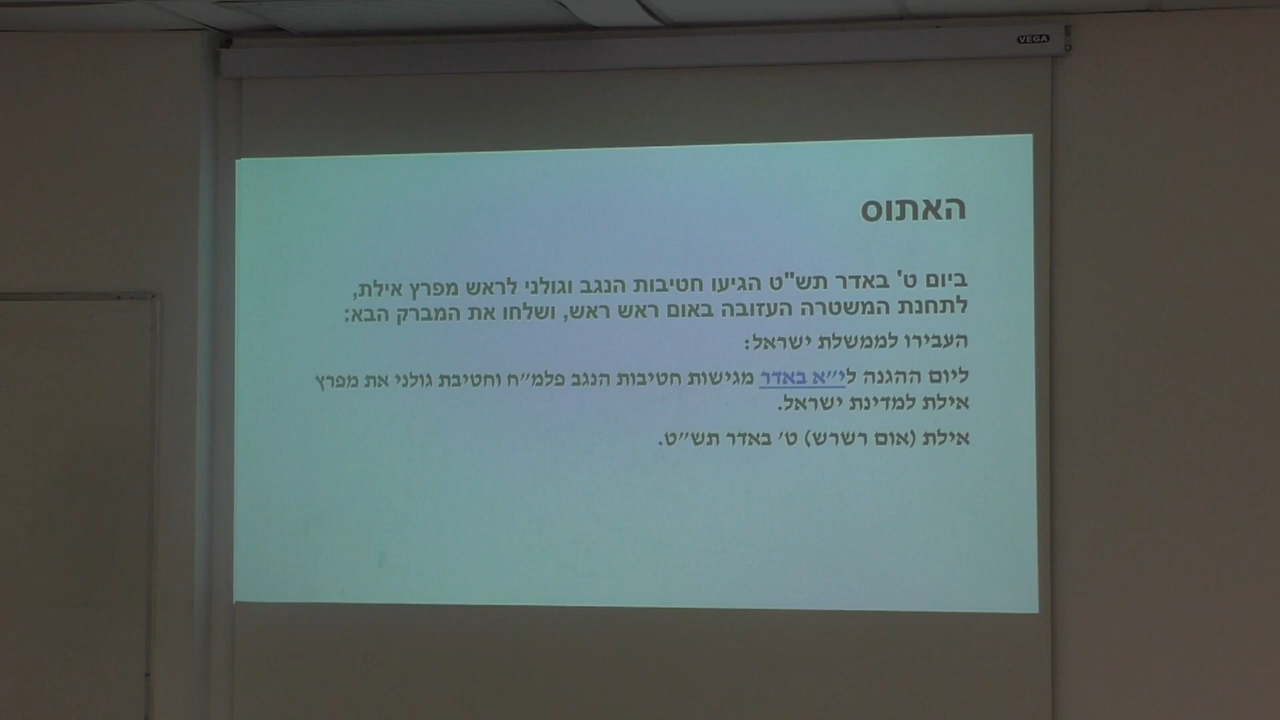 VEGA
האתוס
ביום ט' באדר תש"ט הגיעו חטיבות הנגב וגולני לראש מפרץ אילת,
לתחנת המשטרה העזובה באום ראש ראש, ושלחו את המברק הבא:
העבירו לממשלת ישראל:
ליום ההגנה לי״א באדר מגישות חטיבות הנגב פלמ״ח וחטיבת גולני את מפרץ
אילת למדינת ישראל.
אילת (אום רשרש) ט׳ באדר תש״ט.